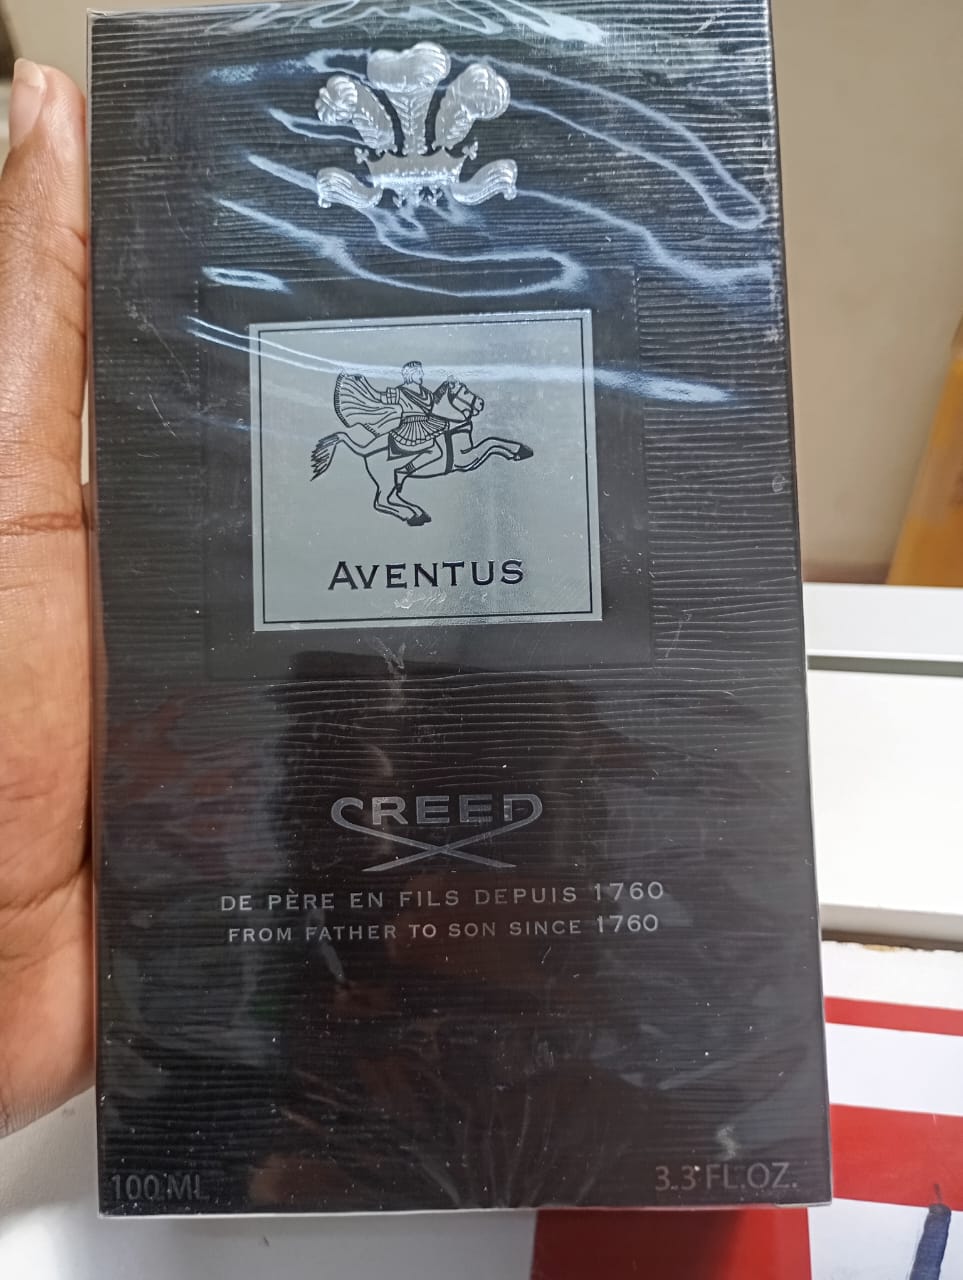 AVENTUS
CREED
DE PÈRE EN FILS DEPUIS 1760
FROM FATHER TO SON SINCE 1760
100 ML
3.3 FL.OZ.